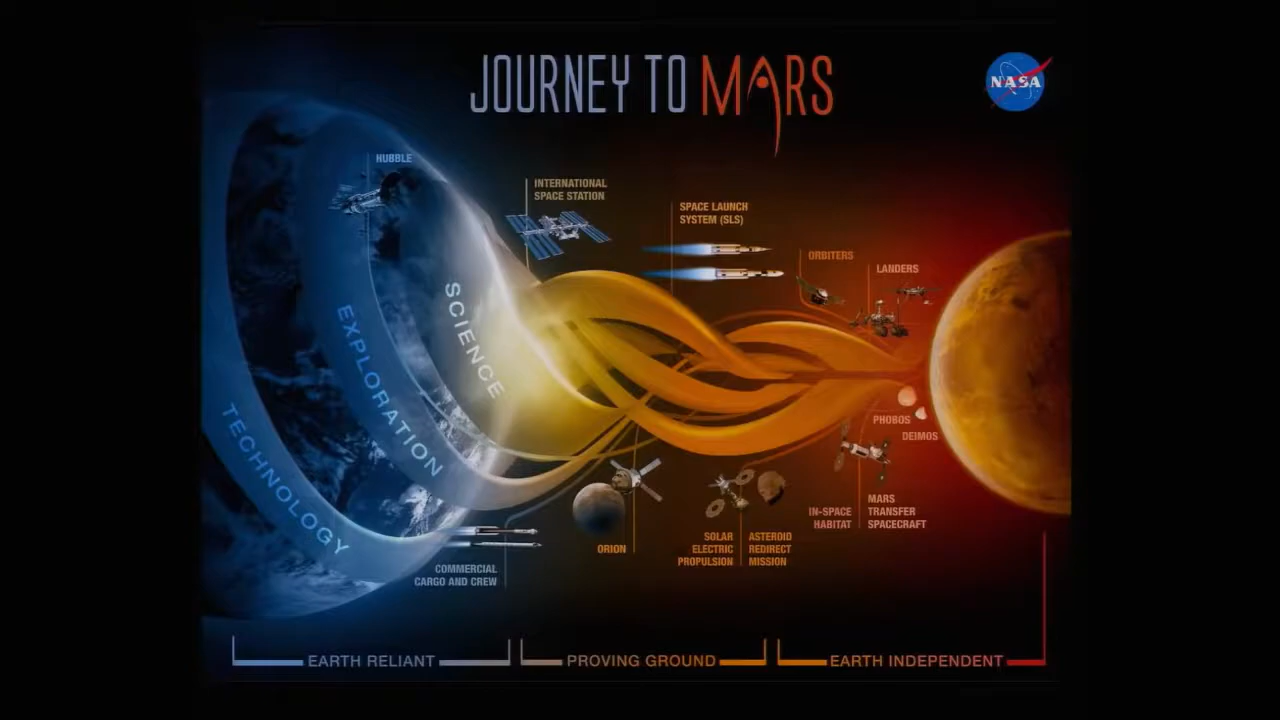 JOURNEY TO MARS
NASA
HUBBLE
INTERNATIONAL
SPACE STATION
SPACE LAUNCH
SYSTEM (SLS)
ORBITERS
LANDERS
SCIENCE
EXPLORATION
TECHNOLOGY
PHOBOS
DEIMOS
COMMERCIAL
CARGO AND CREW
ORION
SOLAR
ELECTRIC
PROPULSION
ASTEROID
REDIRECT
MISSION
IN-SPACE
HABITAT
MARS
TRANSFER
SPACECRAFT
EARTH RELIANT
PROVING GROUND
EARTH INDEPENDENT